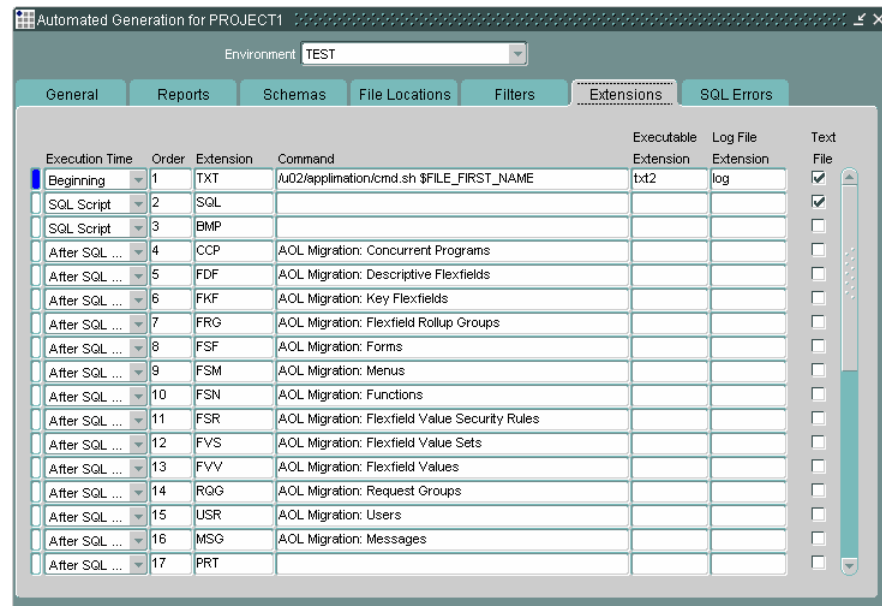 Automated Generation for PROJECT1
Environment TEST
General Reports Schemas File Locations Filters Extensions SQL Errors
Executable Log File Text
Execution Time Order Extension Command Extension Extension File
Beginning 1 TXT /u02/applimation/cmd.sh $FILE_FIRST_NAME txt2 log
SQL Script 2 SQL
SQL Script 3 BMP
After SQL ... 4 CCP AOL Migration: Concurrent Programs
After SQL ... 5 FDF AOL Migration: Descriptive Flexfields
After SQL ... 6 FKF AOL Migration: Key Flexfields
After SQL ... 7 FRG AOL Migration: Flexfield Rollup Groups
After SQL ... 8 FSF AOL Migration: Forms
After SQL ... 9 FSM AOL Migration: Menus
After SQL ... 10 FSN AOL Migration: Functions
After SQL ... 11 FSR AOL Migration: Flexfield Value Security Rules
After SQL ... 12 FVS AOL Migration: Flexfield Value Sets
After SQL ... 13 FVV AOL Migration: Flexfield Values
After SQL ... 14 RQG AOL Migration: Request Groups
After SQL ... 15 USR AOL Migration: Users
After SQL ... 16 MSG AOL Migration: Messages
After SQL ... 17 PRT